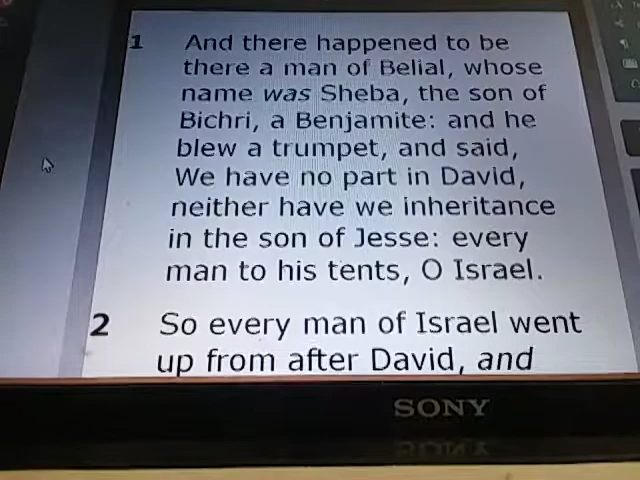 1 And there happened to be
there a man of Belial, whose
name was Sheba, the son of
Bichri, a Benjamite: and he
blew a trumpet, and said,
We have no part in David,
neither have we inheritance
in the son of Jesse: every
man to his tents, O Israel.
2 So every man of Israel went
up from after David, and
SONY